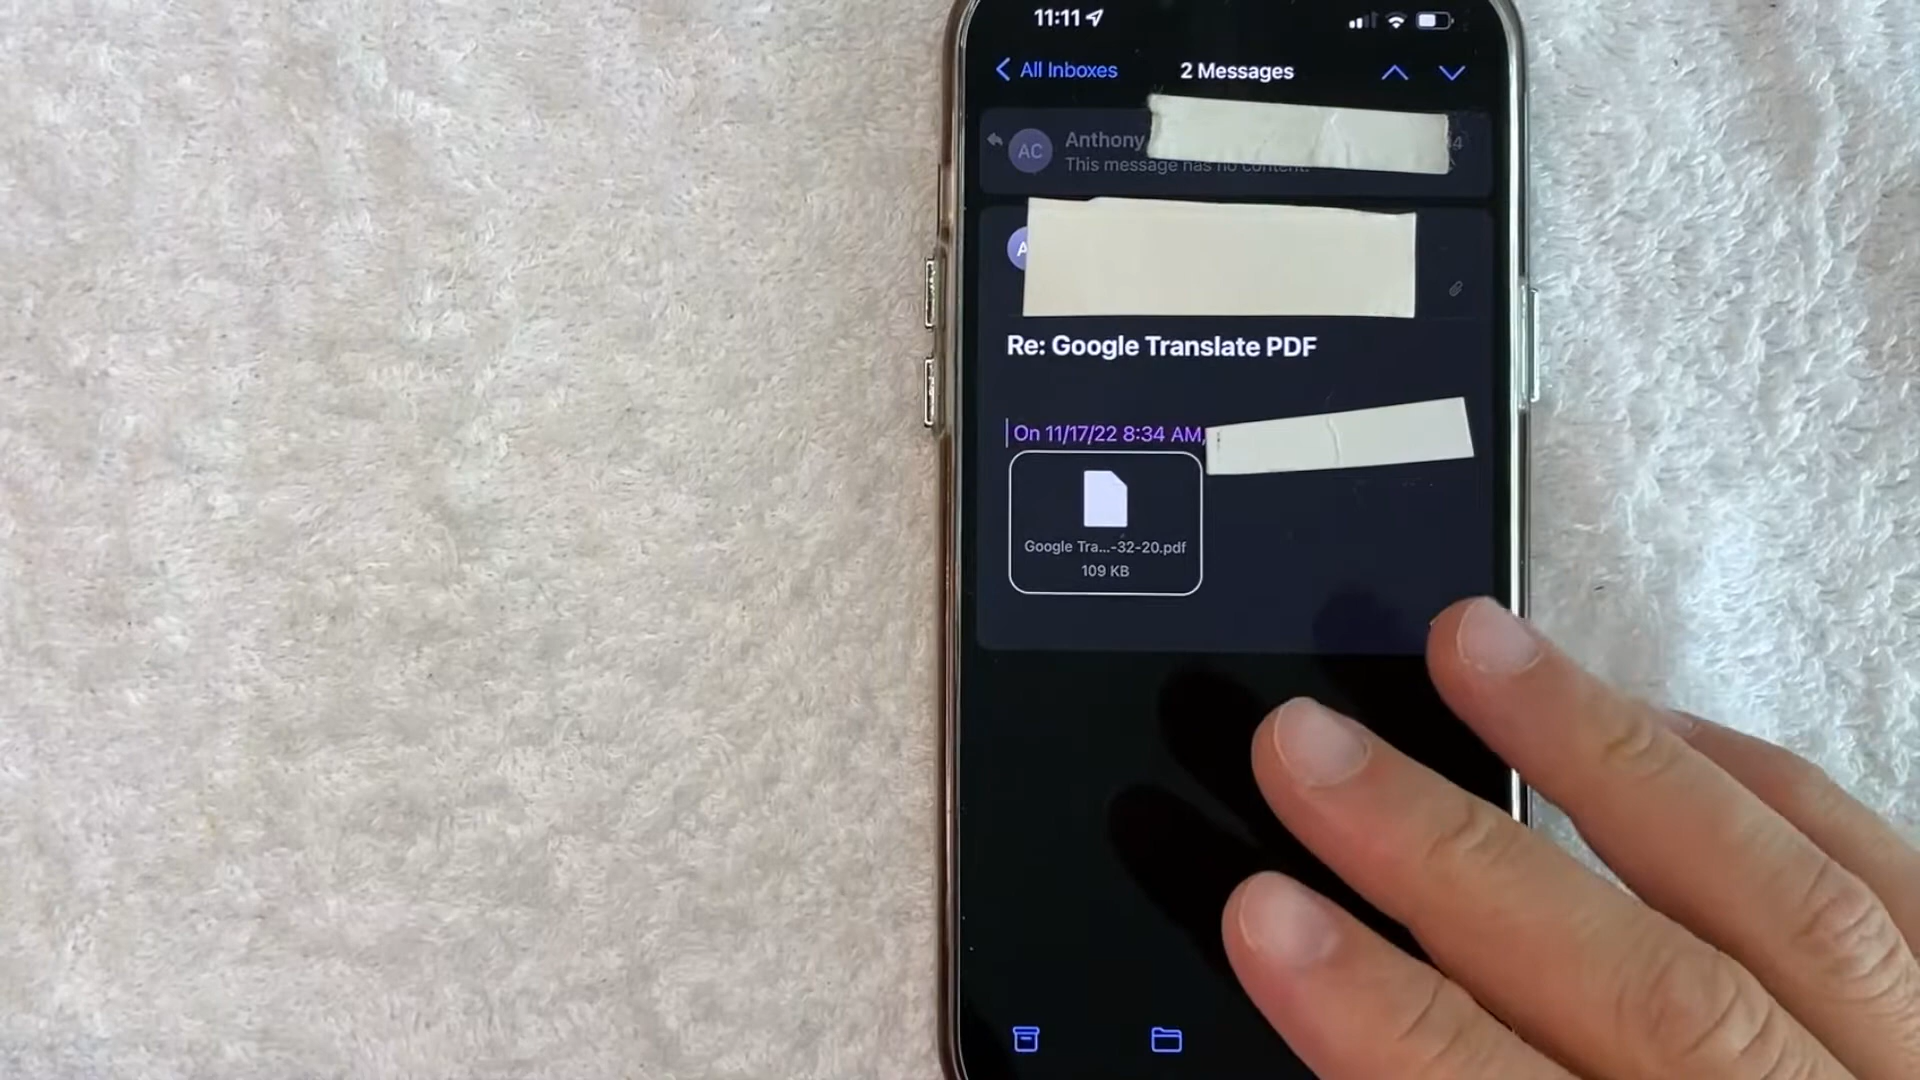 11:11
All Inboxes
2 Messages
AC
Anthony
This message has no content.
A
Re: Google Translate PDF
On 11/17/22 8:34 AM,
Google Tra...-32-20.pdf
109 KB